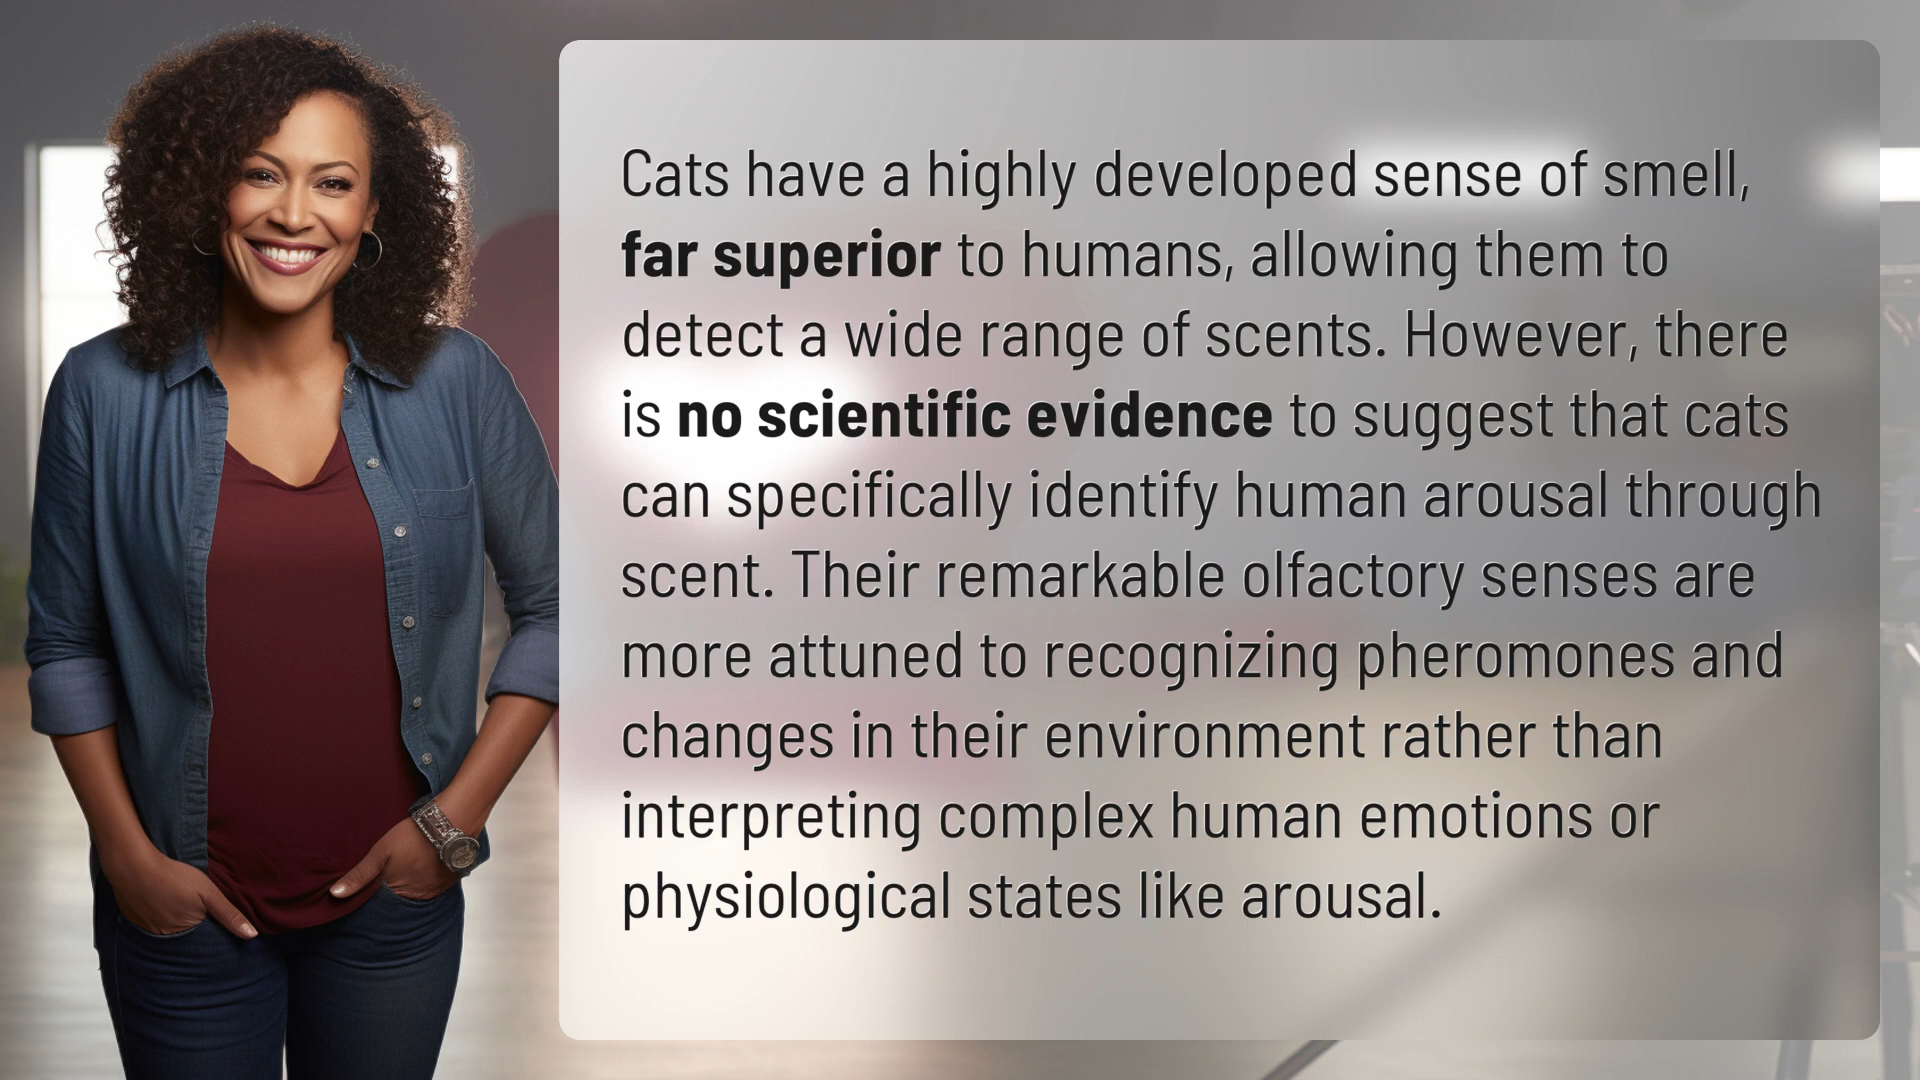 Cats have a highly developed sense of smell,
far superior to humans, allowing them to
detect a wide range of scents. However, there
is no scientific evidence to suggest that cats
can specifically identify human arousal through
scent. Their remarkable olfactory senses are
more attuned to recognizing pheromones and
changes in their environment rather than
interpreting complex human emotions or
physiological states like arousal.